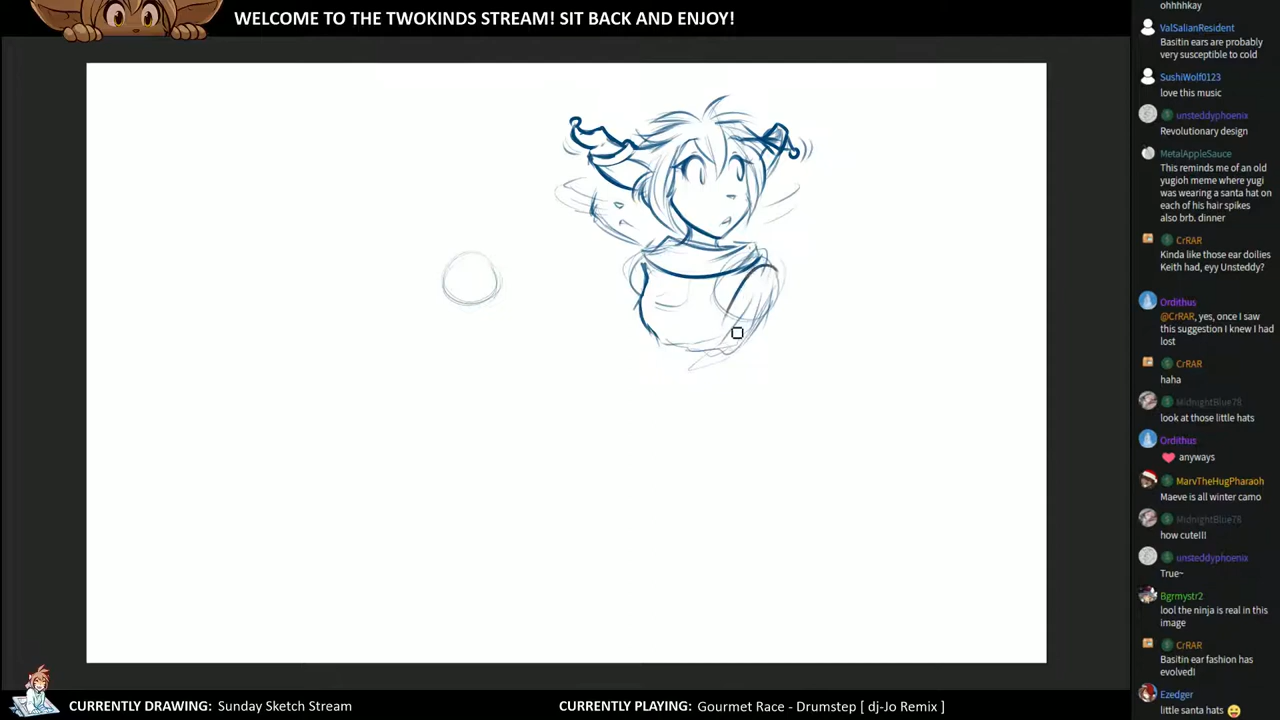 WELCOME TO THE TWOKINDS STREAM! SIT BACK AND ENJOY!
ohhhhkay
ValSalianResident
Basitin ears are probably
very susceptible to cold
SushiWolf0123
love this music
unsteddyphoenix
Revolutionary design
MetalAppleSauce
This reminds me of an old
yugioh meme where yugi
was wearing a santa hat on
each of his hair spikes
also brb. dinner
CrRAR
Kinda like those ear doilies
Keith had, eyy Unsteddy?
Ordithus
@CrRAR, yes, once I saw
this suggestion I knew I had
lost
CrRAR
haha
MidnightBlue78
look at those little hats
Ordithus
anyways
MarvTheHugPharaoh
Maeve is all winter camo
MidnightBlue78
how cute!!!
unsteddyphoenix
True~
Bgrmystr2
lool the ninja is real in this
image
CrRAR
Basitin ear fashion has
evolved!
Ezedger
little santa hats
CURRENTLY DRAWING: Sunday Sketch Stream
CURRENTLY PLAYING: Gourmet Race - Drumstep [ dj-Jo Remix ]